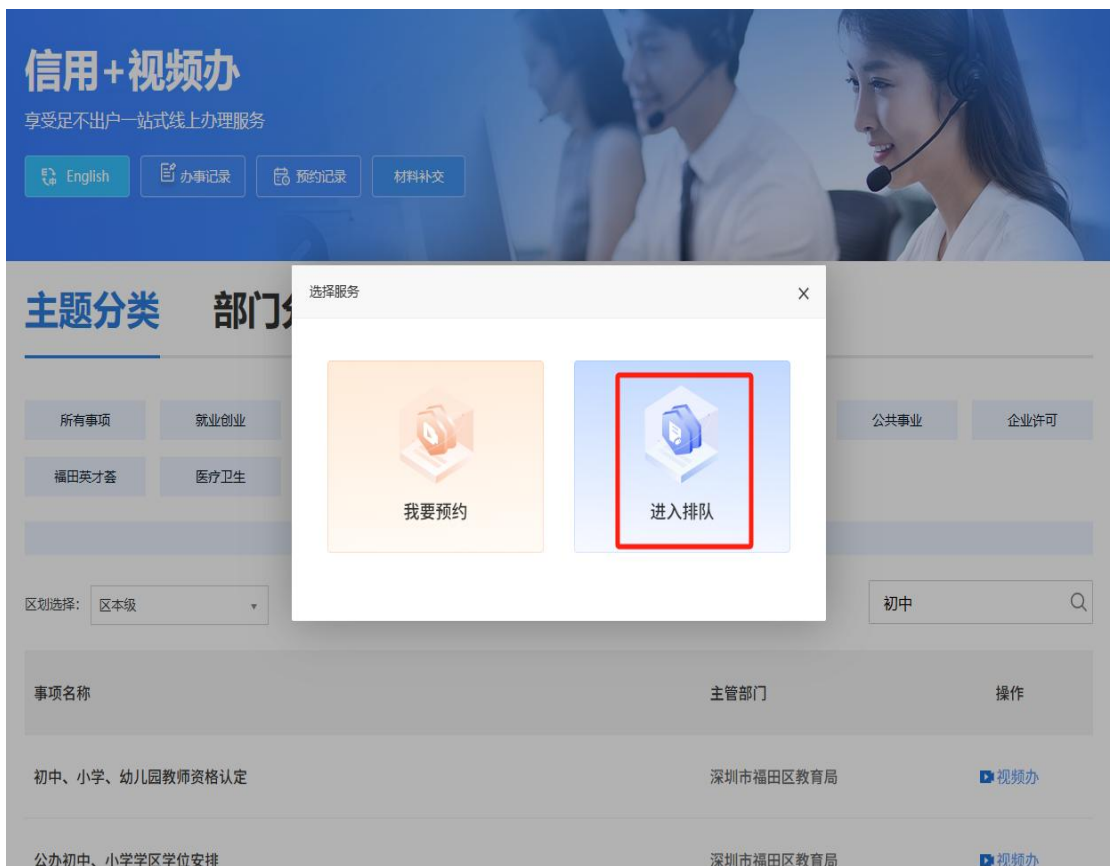 信用+视频办
享受足不出户一站式线上办理服务
English 办事记录 预约记录 材料补交
选择服务
主题分类 部门分
所有事项 就业创业 公共事业 企业许可
福田英才荟 医疗卫生
我要预约 进入排队
区划选择: 区本级 初中
事项名称 主管部门 操作
初中、小学、幼儿园教师资格认定 深圳市福田区教育局 视频办
公办初中、小学学区学位安排 深圳市福田区教育局 视频办